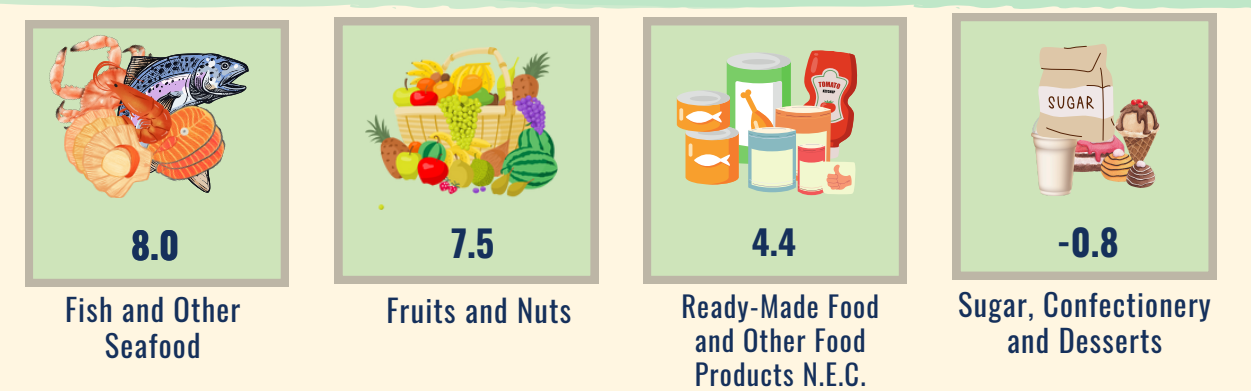 TOMATO
SUGAR
8.0
7.5
4.4
-0.8
Fish and Other
Seafood
Fruits and Nuts
Ready-Made Food
and Other Food
Products N.E.C.
Sugar, Confectionery
and Desserts